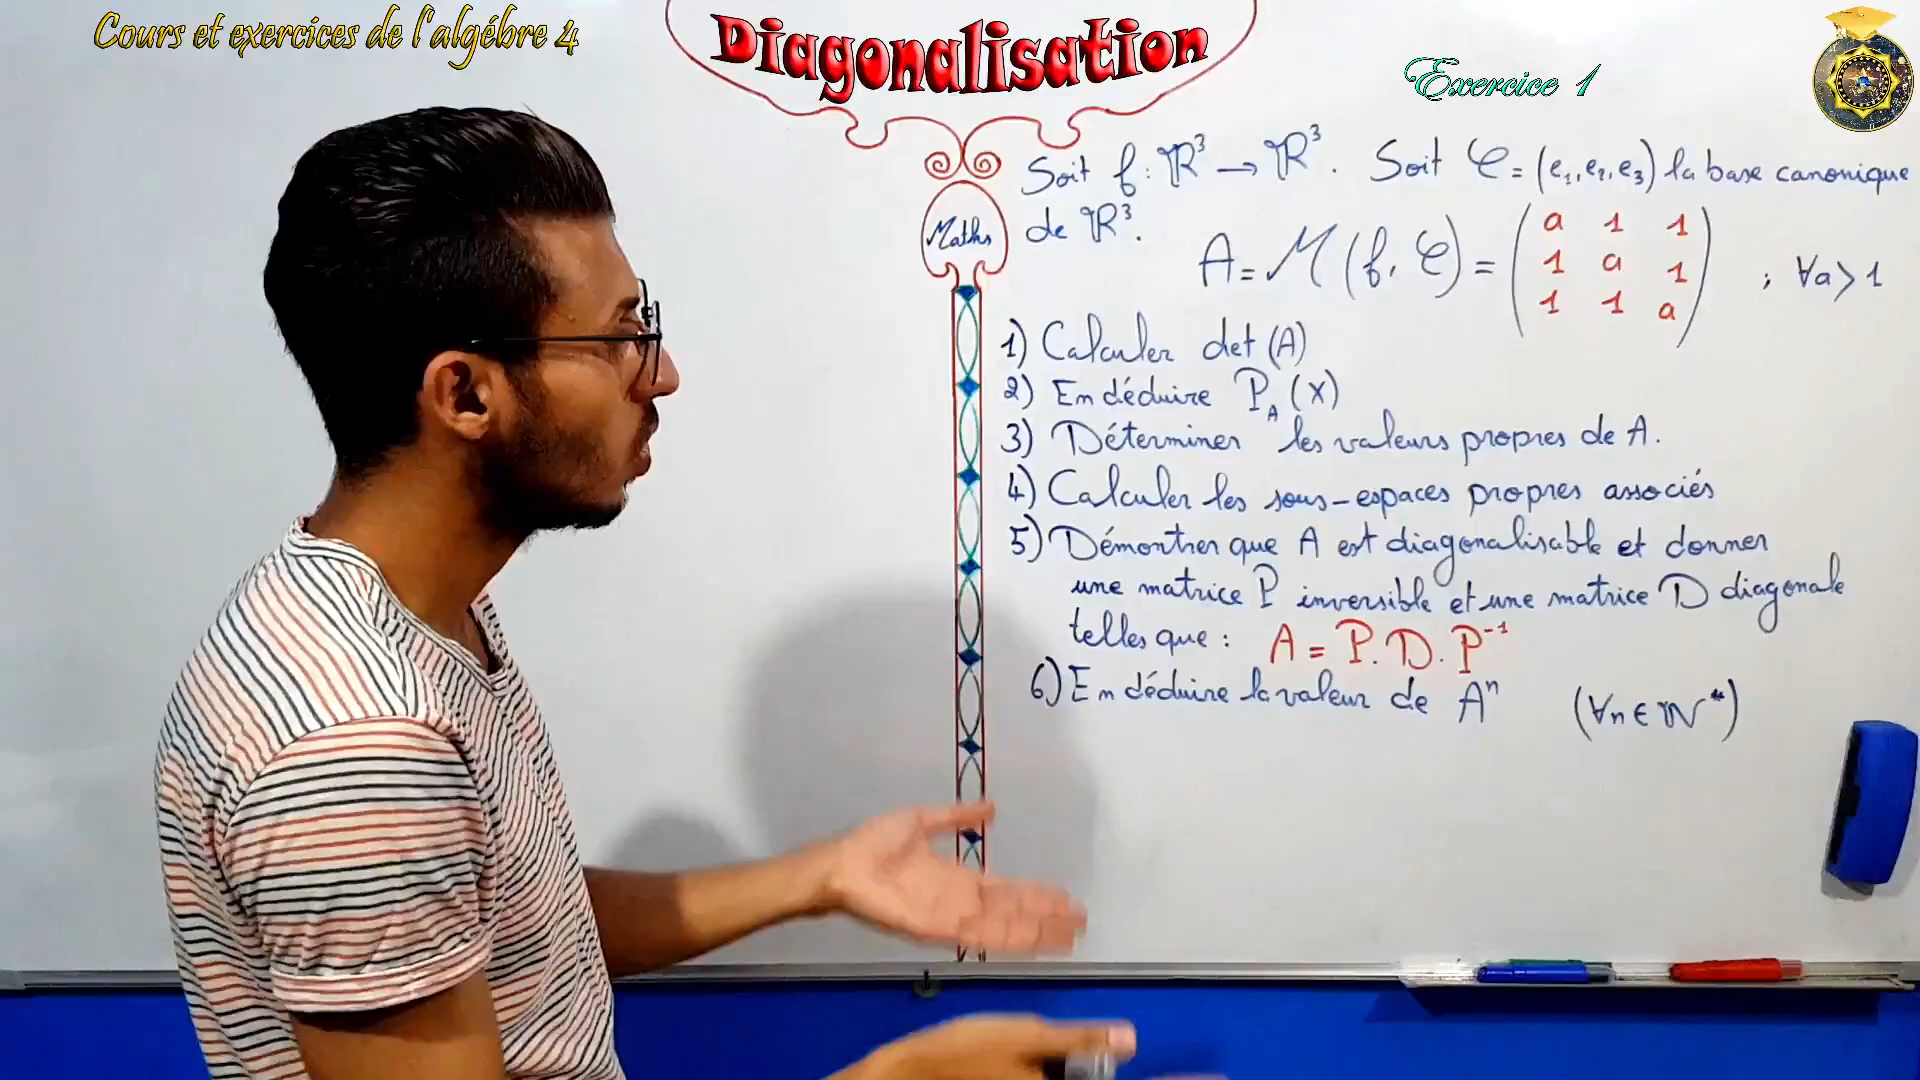 Cours et exercices de l'algébre 4
Diagonalisation
Exercice 1
Maths
Soit f : ℝ³ → ℝ³. Soit 𝒞 = (e₁, e₂, e₃) la base canonique
de ℝ³.
A = ℳ(f, 𝒞) = ; ∀a > 1
a 1 1
1 a 1
1 1 a
1) Calculer det (A)
2) En déduire P_A (X)
3) Déterminer les valeurs propres de A.
4) Calculer les sous-espaces propres associés
5) Démontrer que A est diagonalisable et donner
une matrice P inversible et une matrice D diagonale
telles que : A = P. D. P⁻¹
6) En déduire la valeur de Aⁿ (∀n ∈ ℕ*)